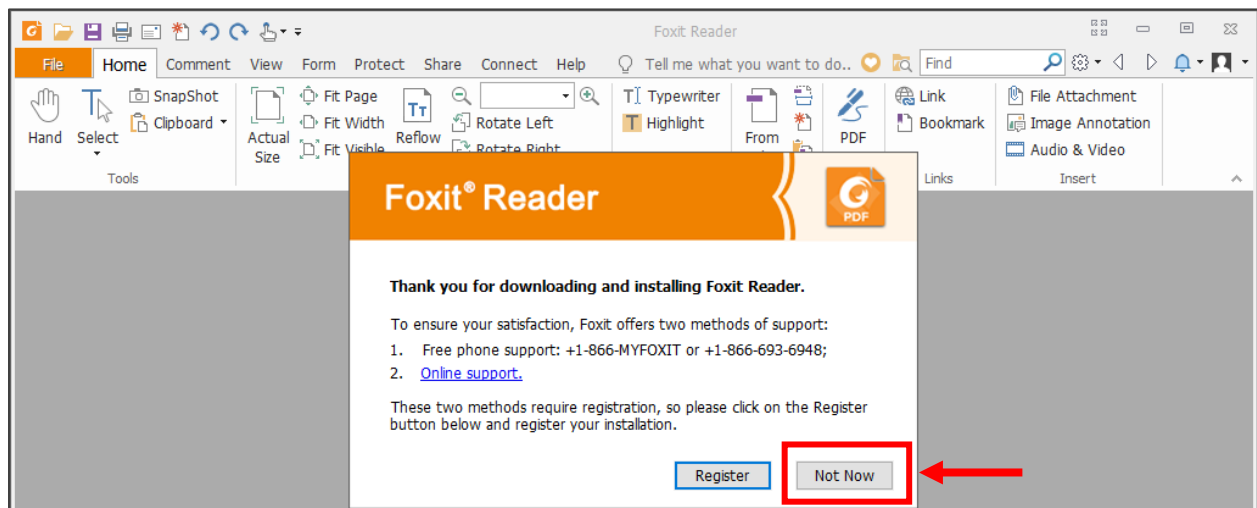 Foxit Reader
File Home Comment View Form Protect Share Connect Help Tell me what you want to do.. Find
SnapShot
Clipboard
Hand
Select
Tools
Actual
Size
Fit Page
Fit Width
Fit Visible
Reflow
Rotate Left
Rotate Right
Typewriter
Highlight
From
PDF
Link
Bookmark
Links
File Attachment
Image Annotation
Audio & Video
Insert
Foxit® Reader
PDF
Thank you for downloading and installing Foxit Reader.
To ensure your satisfaction, Foxit offers two methods of support:
1. Free phone support: +1-866-MYFOXIT or +1-866-693-6948;
2. Online support.
These two methods require registration, so please click on the Register
button below and register your installation.
Register Not Now